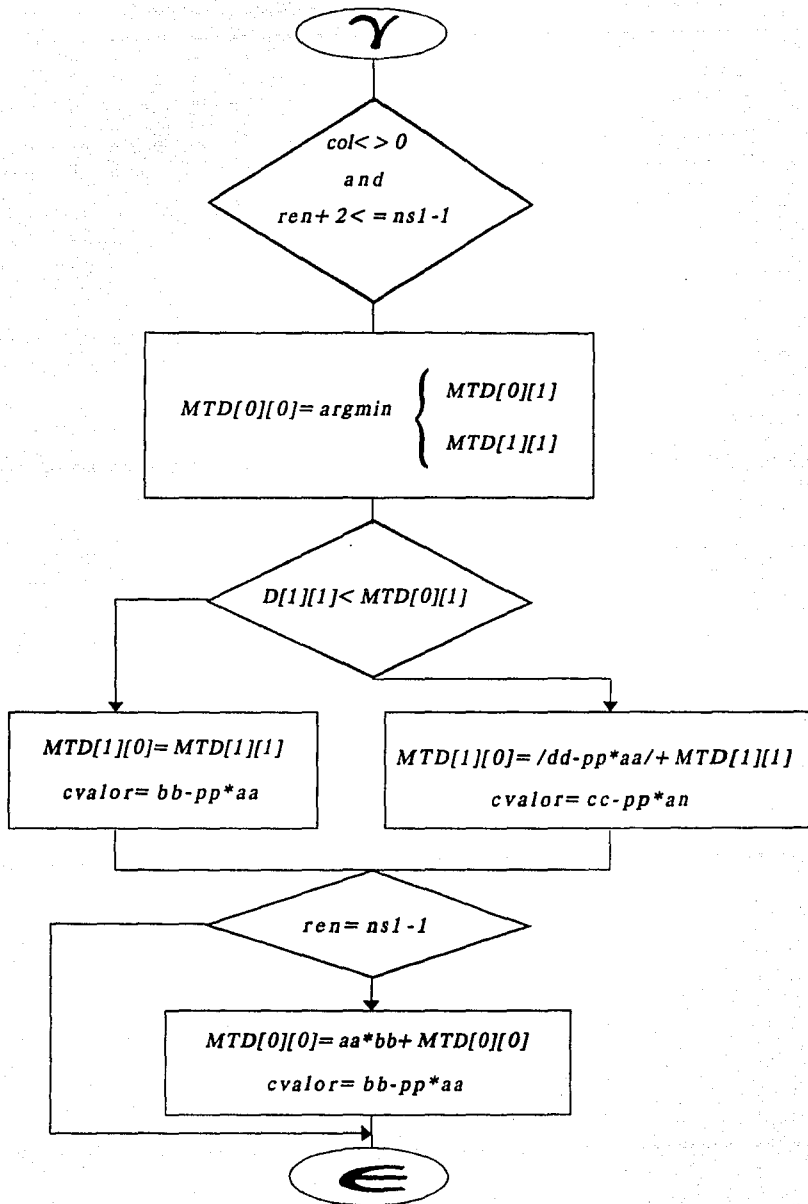 γ
col< > 0
and
ren+ 2< = ns1-1
MTD[0][0]= argmin { MTD[0][1]
MTD[1][1]
D[1][1]< MTD[0][1]
MTD[1][0]= MTD[1][1]
cvalor= bb-pp*aa
MTD[1][0]= /dd-pp*aa/+ MTD[1][1]
cvalor= cc-pp*an
ren= ns1-1
MTD[0][0]= aa*bb+ MTD[0][0]
cvalor= bb-pp*aa
∈